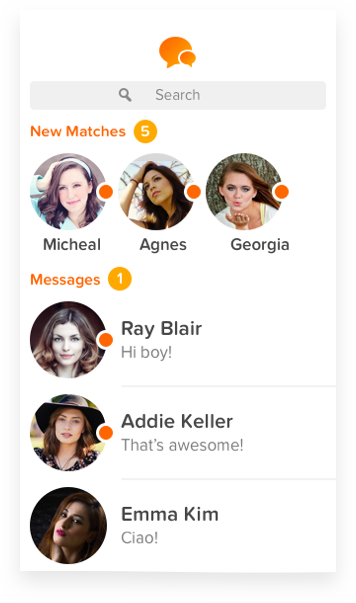 Search
New Matches 5
Micheal Agnes Georgia
Messages 1
Ray Blair
Hi boy!
Addie Keller
That's awesome!
Emma Kim
Ciao!